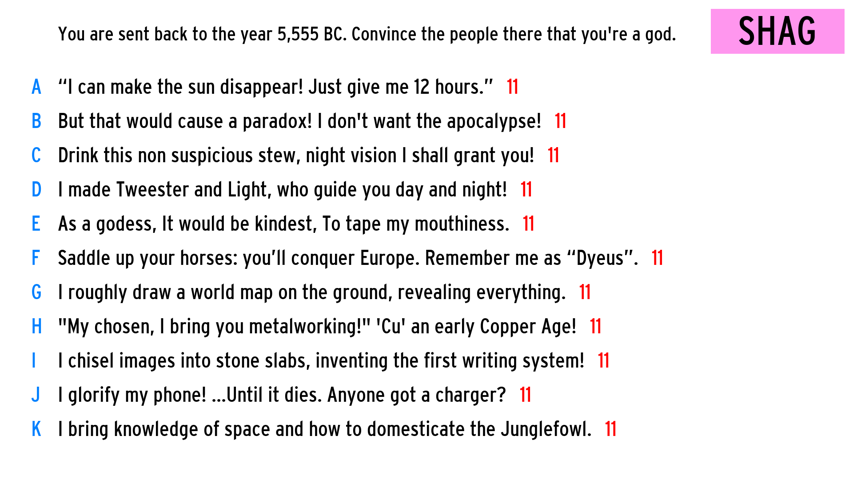 You are sent back to the year 5,555 BC. Convince the people there that you're a god.
SHAG
A “I can make the sun disappear! Just give me 12 hours.” 11
B But that would cause a paradox! I don't want the apocalypse! 11
C Drink this non suspicious stew, night vision I shall grant you! 11
D I made Tweester and Light, who guide you day and night! 11
E As a godess, It would be kindest, To tape my mouthiness. 11
F Saddle up your horses: you’ll conquer Europe. Remember me as “Dyeus”. 11
G I roughly draw a world map on the ground, revealing everything. 11
H "My chosen, I bring you metalworking!" 'Cu' an early Copper Age! 11
I I chisel images into stone slabs, inventing the first writing system! 11
J I glorify my phone! ...Until it dies. Anyone got a charger? 11
K I bring knowledge of space and how to domesticate the Junglefowl. 11